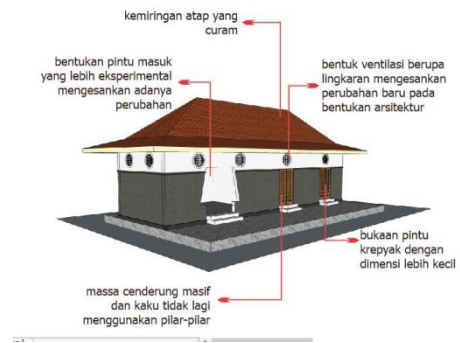 kemiringan atap yang
curam
bentukan pintu masuk
yang lebih eksperimental
mengesankan adanya
perubahan
bentuk ventilasi berupa
lingkaran mengesankan
perubahan baru pada
bentukan arsitektur
bukaan pintu
krepyak dengan
dimensi lebih kecil
massa cenderung masif
dan kaku tidak lagi
menggunakan pilar-pilar